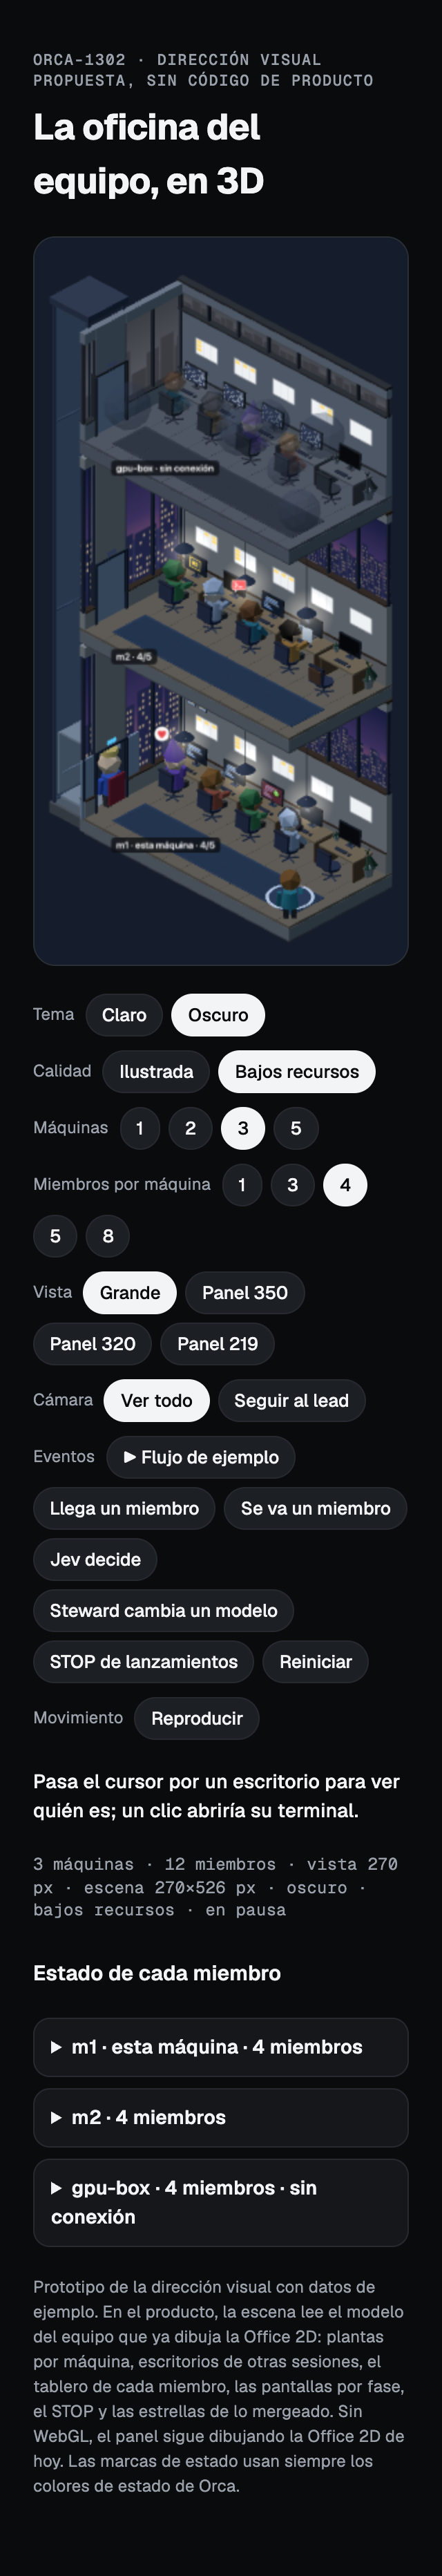 ORCA-1302 · DIRECCIÓN VISUAL
PROPUESTA, SIN CÓDIGO DE PRODUCTO
La oficina del
equipo, en 3D
gpu-box · sin conexión
m2 · 4/5
m1 · esta máquina · 4/5
Tema Claro Oscuro
Calidad Ilustrada Bajos recursos
Máquinas 1 2 3 5
Miembros por máquina 1 3 4
5 8
Vista Grande Panel 350
Panel 320 Panel 219
Cámara Ver todo Seguir al lead
Eventos ▶ Flujo de ejemplo
Llega un miembro Se va un miembro
Jev decide
Steward cambia un modelo
STOP de lanzamientos Reiniciar
Movimiento Reproducir
Pasa el cursor por un escritorio para ver
quién es; un clic abriría su terminal.
3 máquinas · 12 miembros · vista 270
px · escena 270×526 px · oscuro ·
bajos recursos · en pausa
Estado de cada miembro
▶ m1 · esta máquina · 4 miembros
▶ m2 · 4 miembros
▶ gpu-box · 4 miembros · sin
conexión
Prototipo de la dirección visual con datos de
ejemplo. En el producto, la escena lee el modelo
del equipo que ya dibuja la Office 2D: plantas
por máquina, escritorios de otras sesiones, el
tablero de cada miembro, las pantallas por fase,
el STOP y las estrellas de lo mergeado. Sin
WebGL, el panel sigue dibujando la Office 2D de
hoy. Las marcas de estado usan siempre los
colores de estado de Orca.